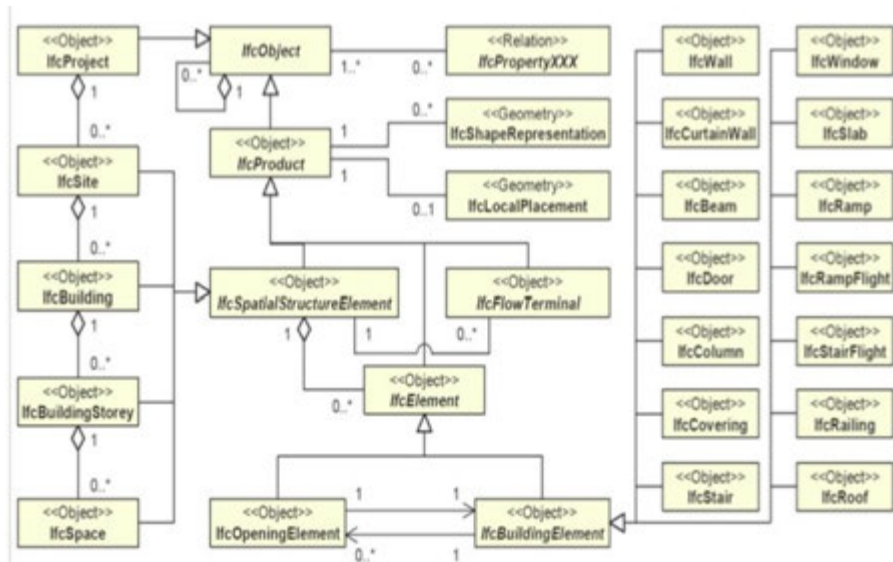 <<Object>>
IfcProject
1
0..*
<<Object>>
IfcSite
1
0..*
<<Object>>
IfcBuilding
1
0..*
<<Object>>
IfcBuildingStorey
1
0..*
<<Object>>
IfcSpace
IfcObject
0..*
1
1..*
0..*
<<Relation>>
IfcPropertyXXX
<<Object>>
IfcProduct
1
0..*
<<Geometry>>
IfcShapeRepresentation
1
0..1
<<Geometry>>
IfcLocalPlacement
<<Object>>
IfcSpatialStructureElement
1
1
0..*
<<Object>>
IfcFlowTerminal
0..*
<<Object>>
IfcElement
<<Object>>
IfcOpeningElement
1
1
0..*
1
<<Object>>
IfcBuildingElement
<<Object>>
IfcWall
<<Object>>
IfcCurtainWall
<<Object>>
IfcBeam
<<Object>>
IfcDoor
<<Object>>
IfcColumn
<<Object>>
IfcCovering
<<Object>>
IfcStair
<<Object>>
IfcWindow
<<Object>>
IfcSlab
<<Object>>
IfcRamp
<<Object>>
IfcRampFlight
<<Object>>
IfcStairFlight
<<Object>>
IfcRailing
<<Object>>
IfcRoof